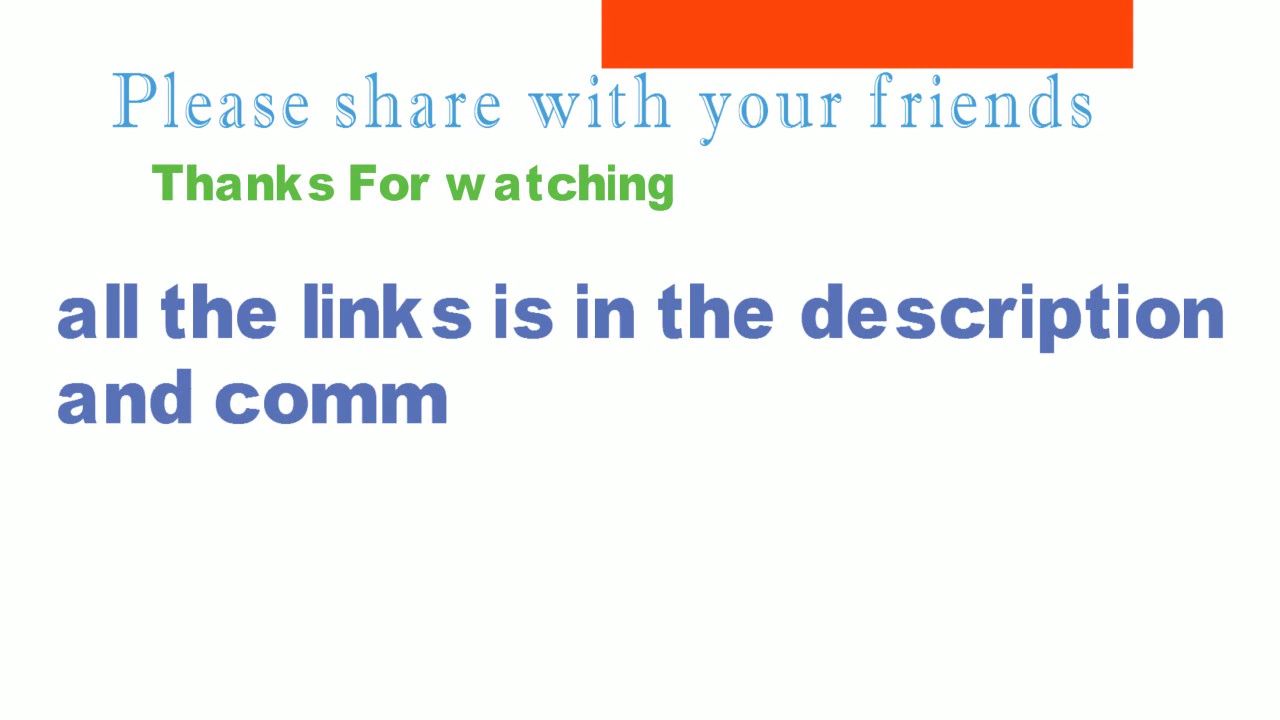 Please share with your friends
Thanks For watching
all the links is in the description
and comm